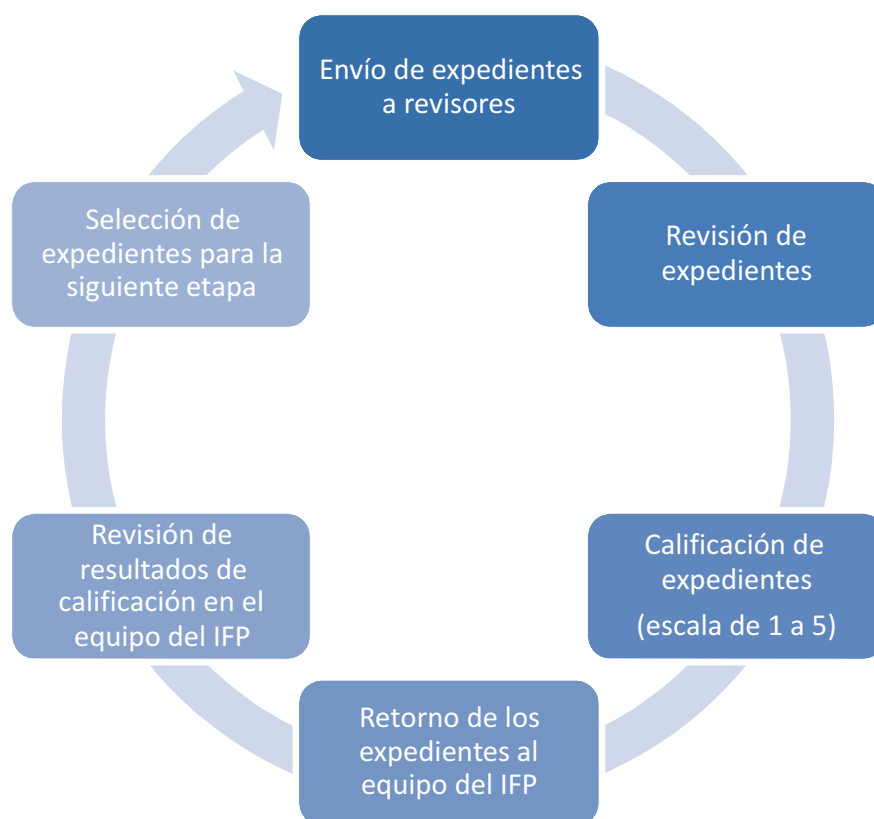 Envío de expedientes
a revisores
Revisión de
expedientes
Calificación de
expedientes
(escala de 1 a 5)
Retorno de los
expedientes al
equipo del IFP
Revisión de
resultados de
calificación en el
equipo del IFP
Selección de
expedientes para la
siguiente etapa